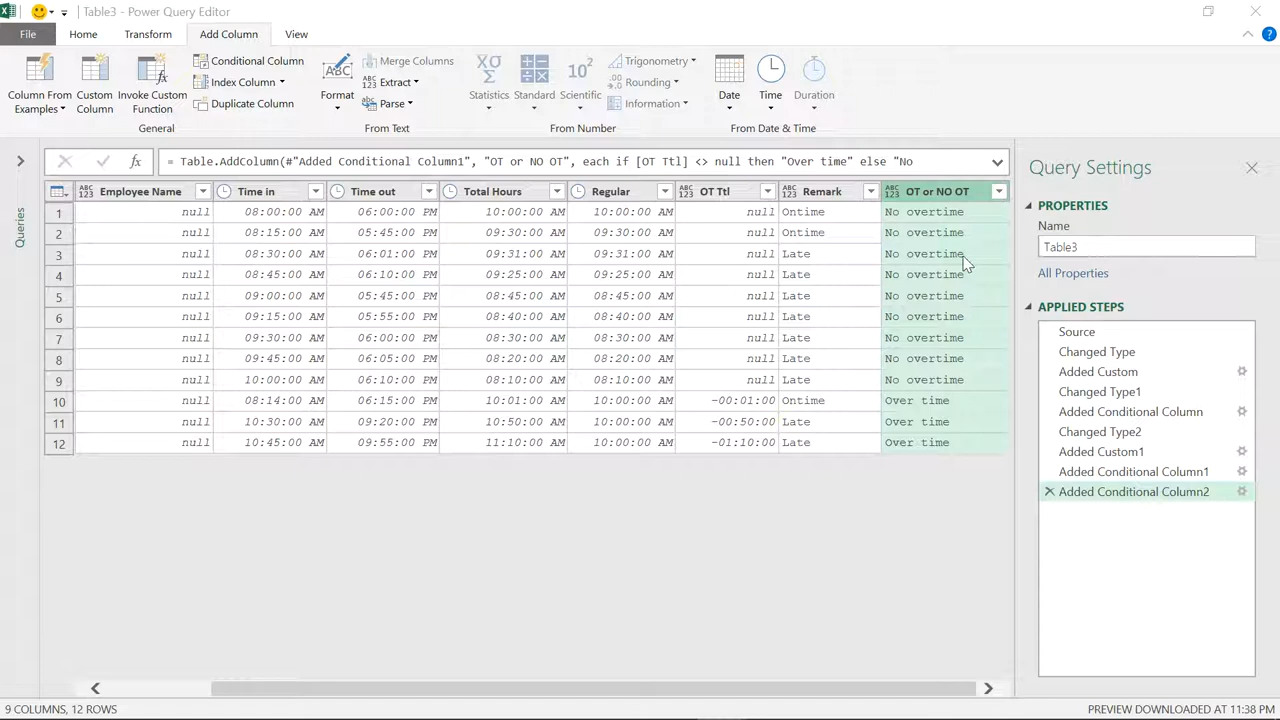 Table3 - Power Query Editor
File Home Transform Add Column View
Column From Examples
Custom Column
Invoke Custom Function
Conditional Column
Index Column
Duplicate Column
General
Format
Merge Columns
Extract
Parse
From Text
Statistics
Standard
Scientific
Trigonometry
Rounding
Information
From Number
Date
Time
Duration
From Date & Time
= Table.AddColumn(#"Added Conditional Column1", "OT or NO OT", each if [OT Ttl] <> null then "Over time" else "No
Queries
Employee Name Time in Time out Total Hours Regular OT Ttl Remark OT or NO OT
1 null 08:00:00 AM 06:00:00 PM 10:00:00 AM 10:00:00 AM null Ontime No overtime
2 null 08:15:00 AM 05:45:00 PM 09:30:00 AM 09:30:00 AM null Ontime No overtime
3 null 08:30:00 AM 06:01:00 PM 09:31:00 AM 09:31:00 AM null Late No overtime
4 null 08:45:00 AM 06:10:00 PM 09:25:00 AM 09:25:00 AM null Late No overtime
5 null 09:00:00 AM 05:45:00 PM 08:45:00 AM 08:45:00 AM null Late No overtime
6 null 09:15:00 AM 05:55:00 PM 08:40:00 AM 08:40:00 AM null Late No overtime
7 null 09:30:00 AM 06:00:00 PM 08:30:00 AM 08:30:00 AM null Late No overtime
8 null 09:45:00 AM 06:05:00 PM 08:20:00 AM 08:20:00 AM null Late No overtime
9 null 10:00:00 AM 06:10:00 PM 08:10:00 AM 08:10:00 AM null Late No overtime
10 null 08:14:00 AM 06:15:00 PM 10:01:00 AM 10:00:00 AM -00:01:00 Ontime Over time
11 null 10:30:00 AM 09:20:00 PM 10:50:00 AM 10:00:00 AM -00:50:00 Late Over time
12 null 10:45:00 AM 09:55:00 PM 11:10:00 AM 10:00:00 AM -01:10:00 Late Over time
Query Settings
PROPERTIES
Name
Table3
All Properties
APPLIED STEPS
Source
Changed Type
Added Custom
Changed Type1
Added Conditional Column
Changed Type2
Added Custom1
Added Conditional Column1
Added Conditional Column2
9 COLUMNS, 12 ROWS
PREVIEW DOWNLOADED AT 11:38 PM